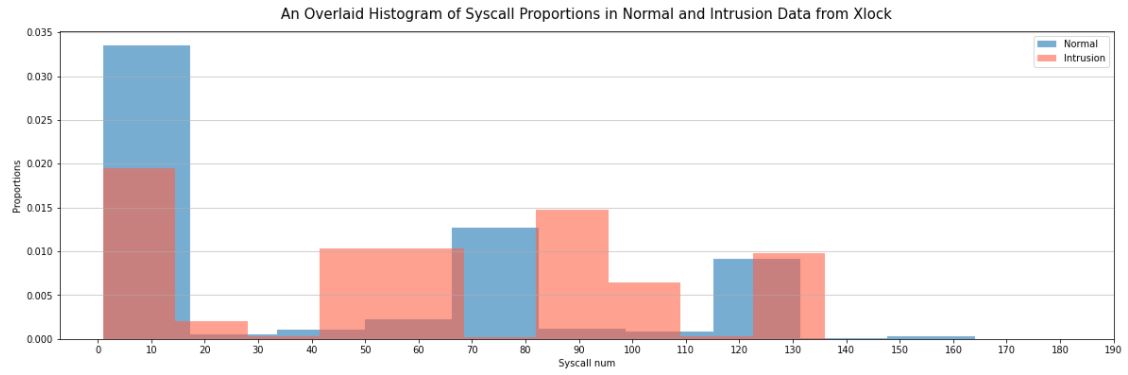 An Overlaid Histogram of Syscall Proportions in Normal and Intrusion Data from Xlock
Normal
Intrusion
Proportions
0.035
0.030
0.025
0.020
0.015
0.010
0.005
0.000
0 10 20 30 40 50 60 70 80 90 100 110 120 130 140 150 160 170 180 190
Syscall num